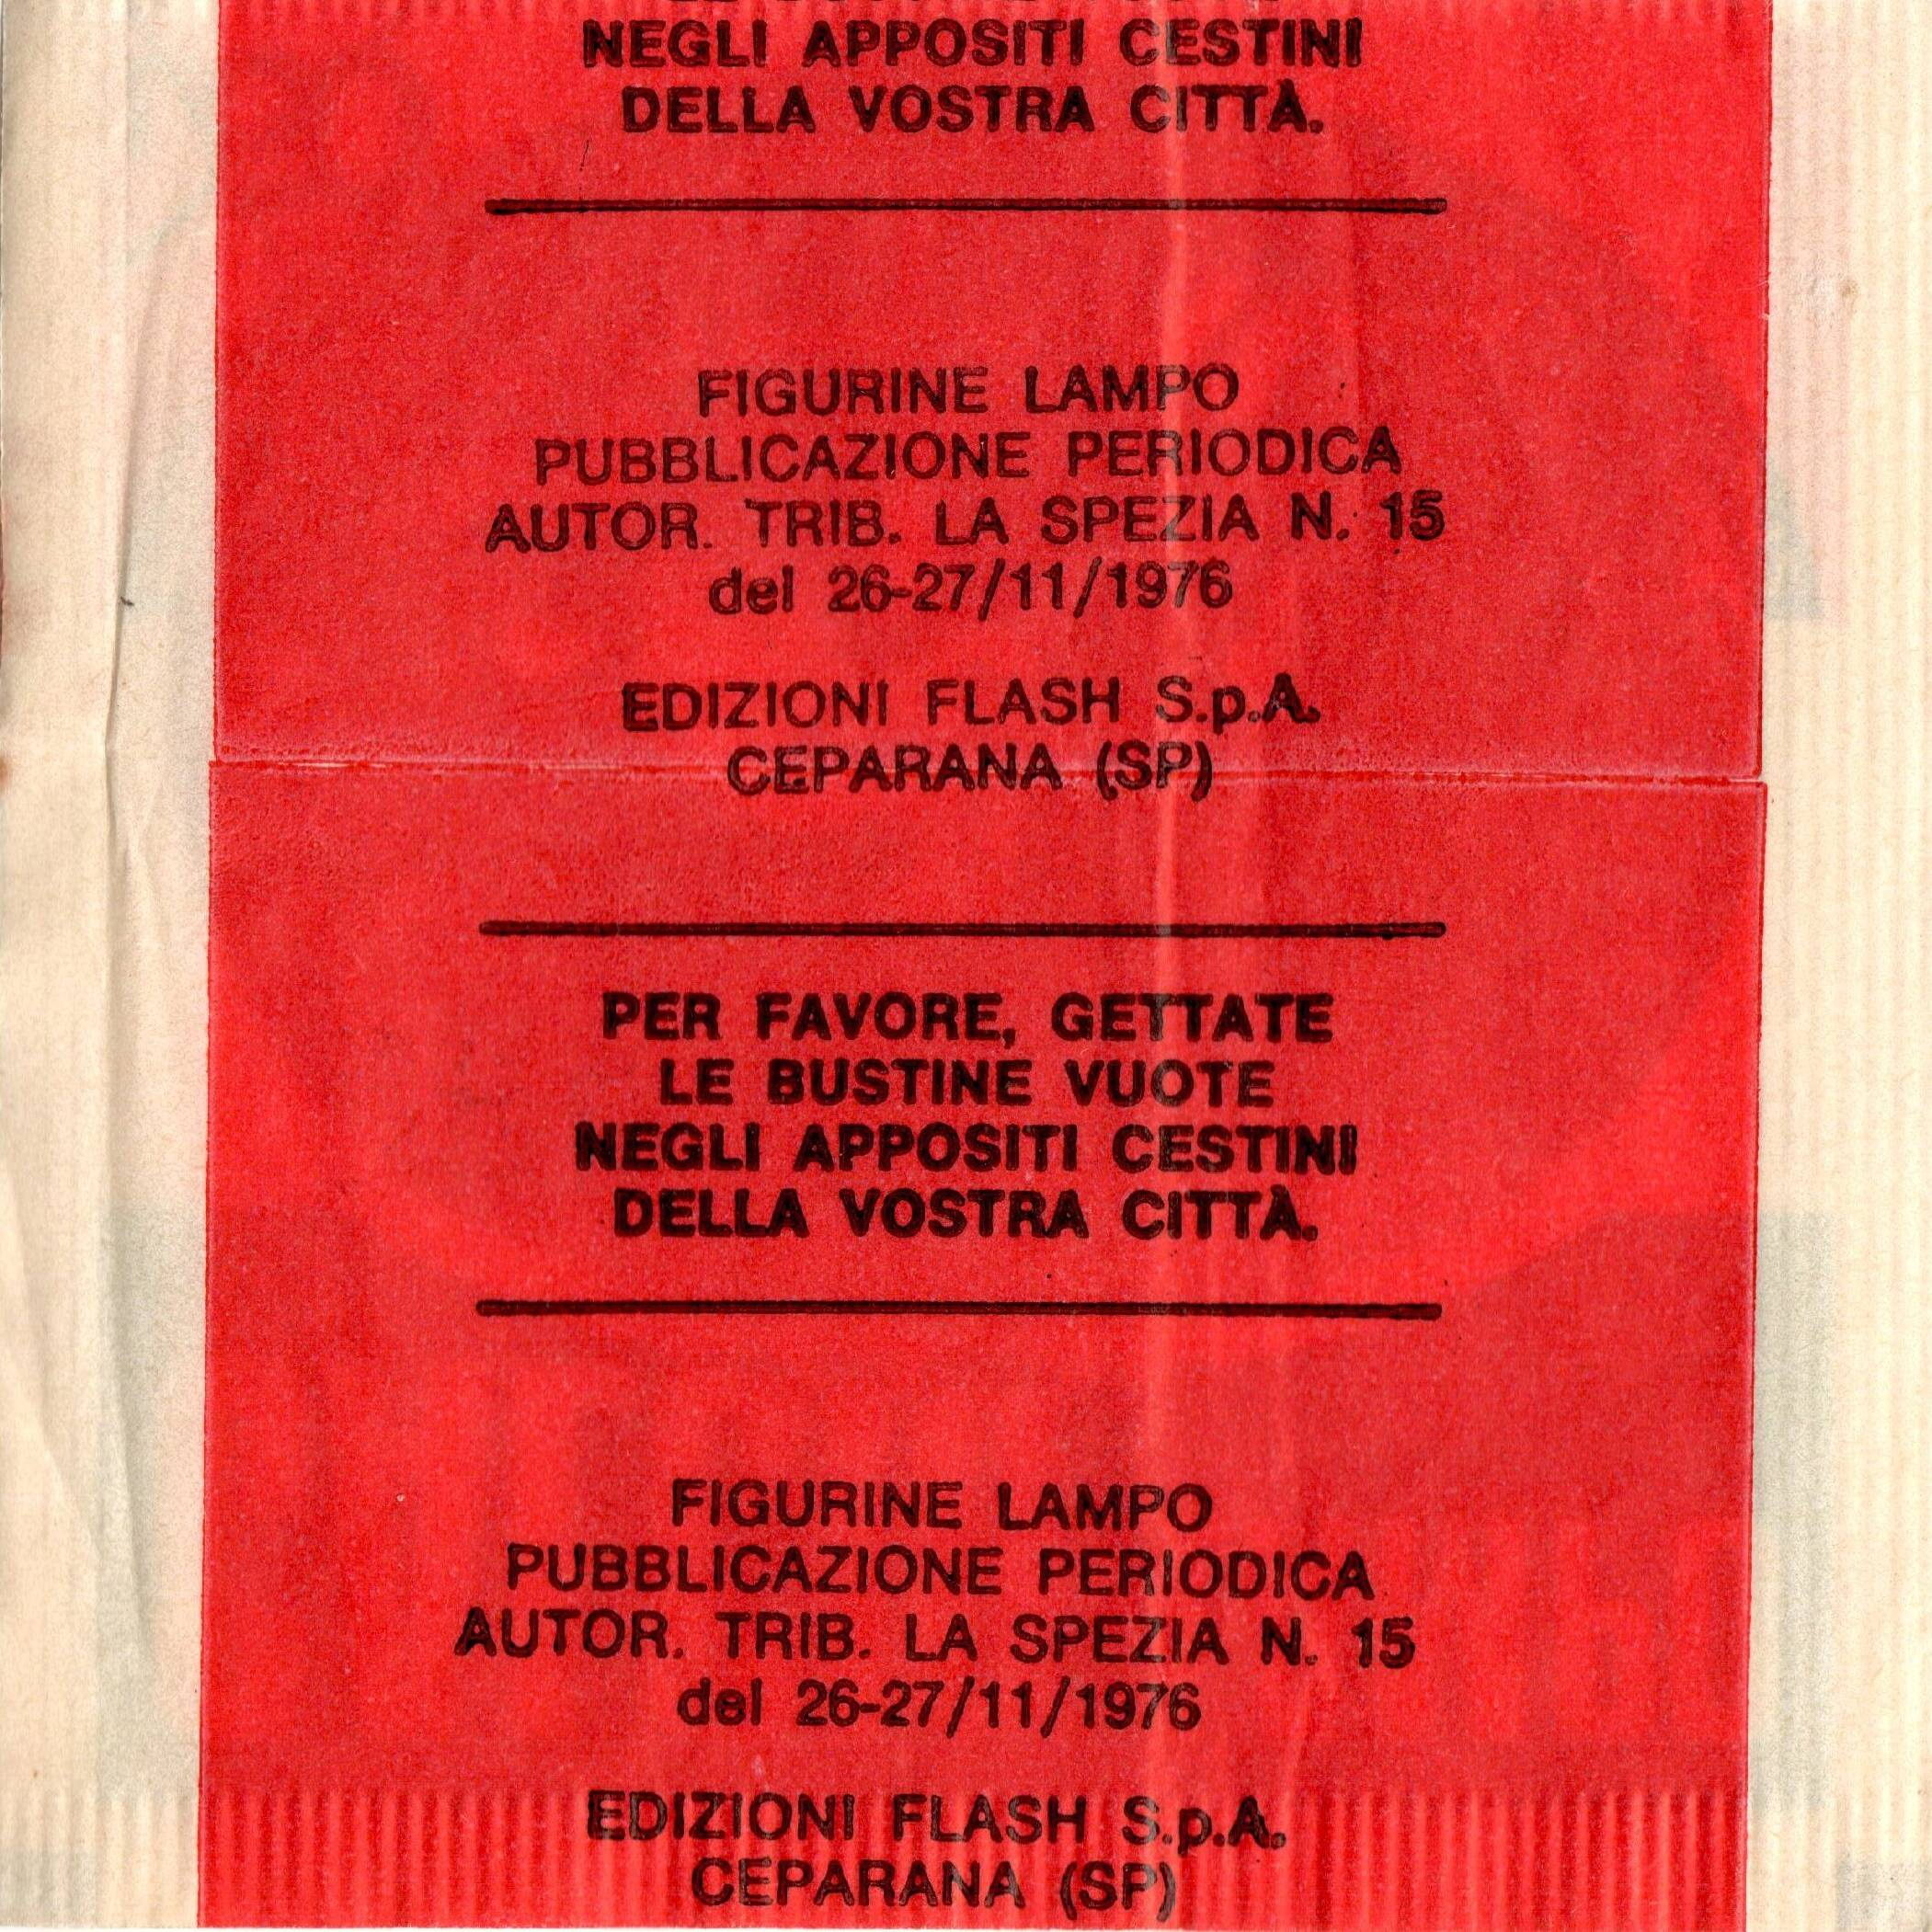 NEGLI APPOSITI CESTINI
DELLA VOSTRA CITTÀ.
FIGURINE LAMPO
PUBBLICAZIONE PERIODICA
AUTOR. TRIB. LA SPEZIA N. 15
del 26-27/11/1976
EDIZIONI FLASH S.p.A.
CEPARANA (SP)
PER FAVORE, GETTATE
LE BUSTINE VUOTE
NEGLI APPOSITI CESTINI
DELLA VOSTRA CITTÀ.
FIGURINE LAMPO
PUBBLICAZIONE PERIODICA
AUTOR. TRIB. LA SPEZIA N. 15
del 26-27/11/1976
EDIZIONI FLASH S.p.A.
CEPARANA (SP)